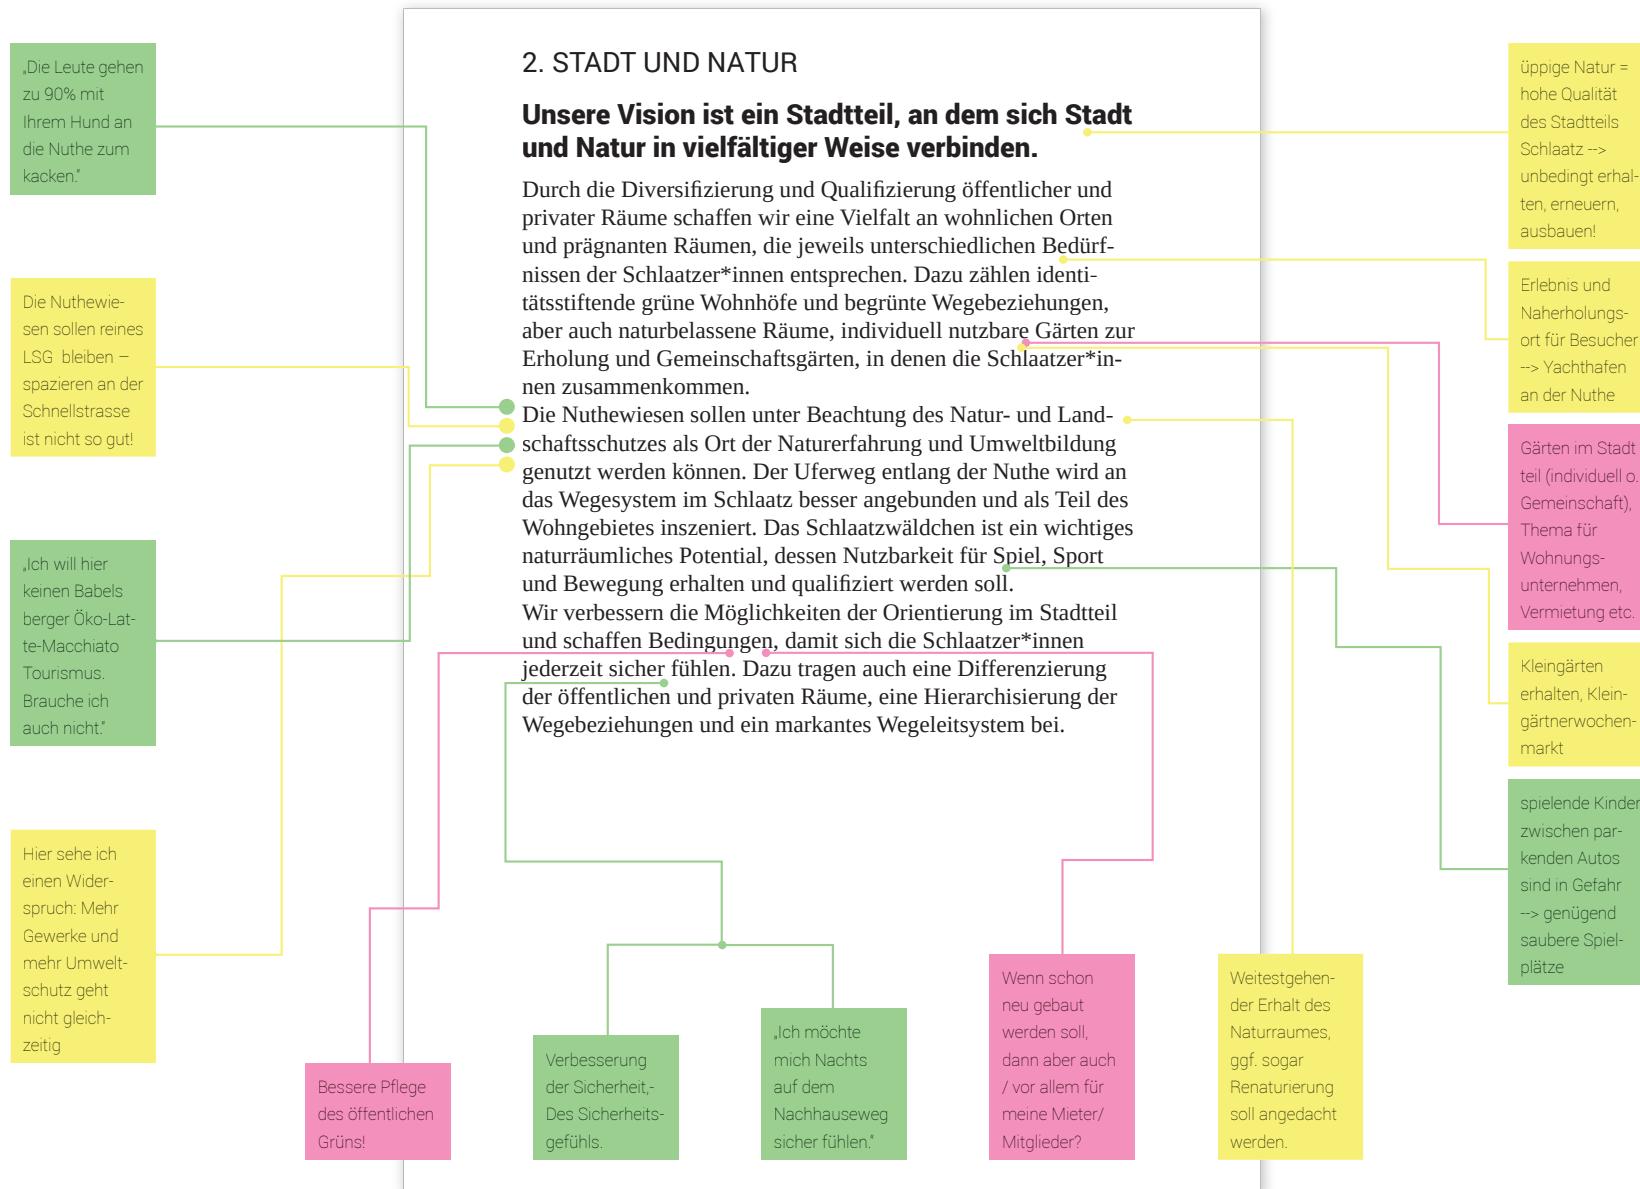 2. STADT UND NATUR
Unsere Vision ist ein Stadtteil, an dem sich Stadt
und Natur in vielfältiger Weise verbinden.
Durch die Diversifizierung und Qualifizierung öffentlicher und
privater Räume schaffen wir eine Vielfalt an wohnlichen Orten
und prägnanten Räumen, die jeweils unterschiedlichen Bedürf-
nissen der Schlaatzer*innen entsprechen. Dazu zählen identi-
tätsstiftende grüne Wohnhöfe und begrünte Wegebeziehungen,
aber auch naturbelassene Räume, individuell nutzbare Gärten zur
Erholung und Gemeinschaftsgärten, in denen die Schlaatzer*in-
nen zusammenkommen.
Die Nuthewiesen sollen unter Beachtung des Natur- und Land-
schaftsschutzes als Ort der Naturerfahrung und Umweltbildung
genutzt werden können. Der Uferweg entlang der Nuthe wird an
das Wegesystem im Schlaatz besser angebunden und als Teil des
Wohngebietes inszeniert. Das Schlaatzwäldchen ist ein wichtiges
naturräumliches Potential, dessen Nutzbarkeit für Spiel, Sport
und Bewegung erhalten und qualifiziert werden soll.
Wir verbessern die Möglichkeiten der Orientierung im Stadtteil
und schaffen Bedingungen, damit sich die Schlaatzer*innen
jederzeit sicher fühlen. Dazu tragen auch eine Differenzierung
der öffentlichen und privaten Räume, eine Hierarchisierung der
Wegebeziehungen und ein markantes Wegeleitsystem bei.
„Die Leute gehen
zu 90% mit
Ihrem Hund an
die Nuthe zum
kacken.“
Die Nuthewie-
sen sollen reines
LSG bleiben –
spazieren an der
Schnellstrasse
ist nicht so gut!
„Ich will hier
keinen Babels
berger Öko-Lat-
te-Macchiato
Tourismus.
Brauche ich
auch nicht.“
Hier sehe ich
einen Wider-
spruch: Mehr
Gewerke und
mehr Umwelt-
schutz geht
nicht gleich-
zeitig
Bessere Pflege
des öffentlichen
Grüns!
Verbesserung
der Sicherheit,-
Des Sicherheits-
gefühls.
„Ich möchte
mich Nachts
auf dem
Nachhauseweg
sicher fühlen.“
Wenn schon
neu gebaut
werden soll,
dann aber auch
/ vor allem für
meine Mieter/
Mitglieder?
Weitestgehen-
der Erhalt des
Naturraumes,
ggf. sogar
Renaturierung
soll angedacht
werden.
üppige Natur =
hohe Qualität
des Stadtteils
Schlaatz -->
unbedingt erhal-
ten, erneuern,
ausbauen!
Erlebnis und
Naherholungs-
ort für Besucher
--> Yachthafen
an der Nuthe
Gärten im Stadt
teil (individuell o.
Gemeinschaft),
Thema für
Wohnungs-
unternehmen,
Vermietung etc.
Kleingärten
erhalten, Klein-
gärtnerwochen-
markt
spielende Kinder
zwischen par-
kenden Autos
sind in Gefahr
--> genügend
saubere Spiel-
plätze